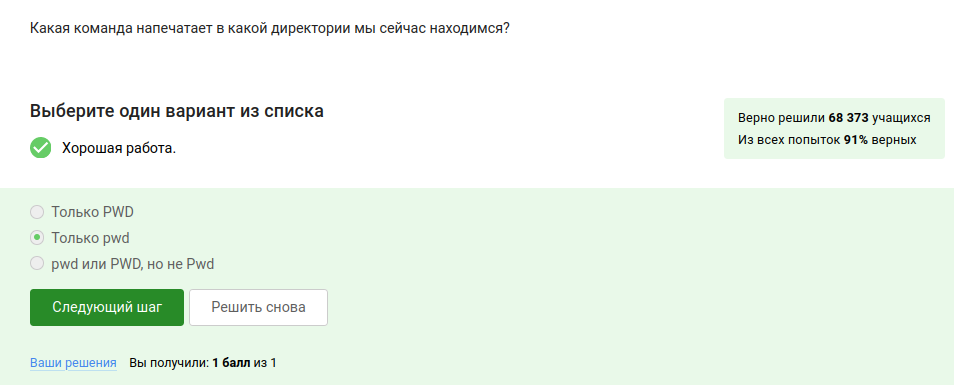 Какая команда напечатает в какой директории мы сейчас находимся?
Выберите один вариант из списка
Хорошая работа.
Верно решили 68 373 учащихся
Из всех попыток 91% верных
Только PWD
Только pwd
pwd или PWD, но не Pwd
Следующий шаг
Решить снова
Ваши решения Вы получили: 1 балл из 1